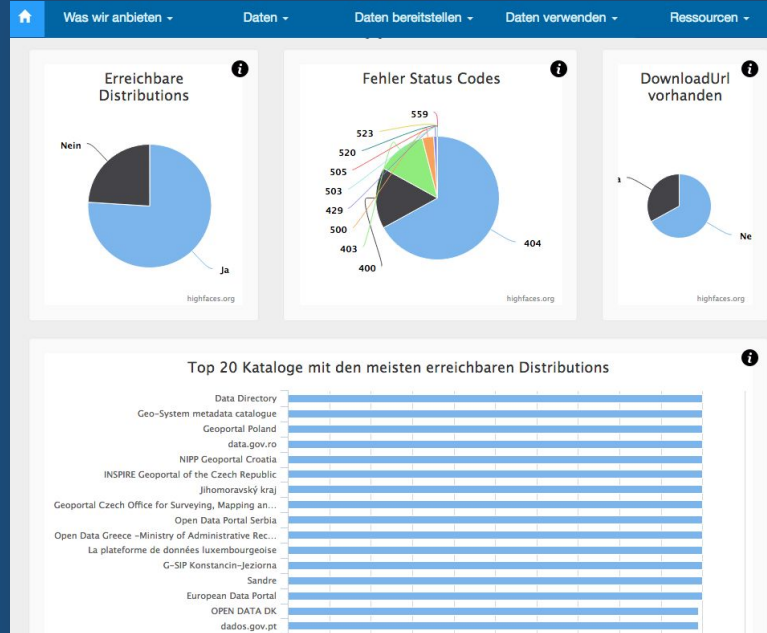 Was wir anbieten
Daten
Daten bereitstellen
Daten verwenden
Ressourcen
Erreichbare
Distributions
Nein
Ja
highfaces.org
Fehler Status Codes
559
523
520
505
503
429
500
403
400
404
highfaces.org
DownloadUrl
vorhanden
Ne
highfaces.org
Top 20 Kataloge mit den meisten erreichbaren Distributions
Data Directory
Geo-System metadata catalogue
Geoportal Poland
data.gov.ro
NIPP Geoportal Croatia
INSPIRE Geoportal of the Czech Republic
Jihomoravský kraj
Geoportal Czech Office for Surveying, Mapping an...
Open Data Portal Serbia
Open Data Greece -Ministry of Administrative Rec...
La plateforme de données luxembourgeoise
G-SIP Konstancin-Jeziorna
Sandre
European Data Portal
OPEN DATA DK
dados.gov.pt